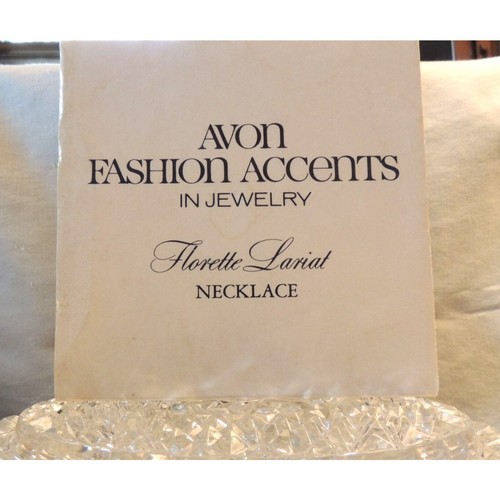 AVON
FASHION ACCENTS
IN JEWELRY
Florette Lariat
NECKLACE